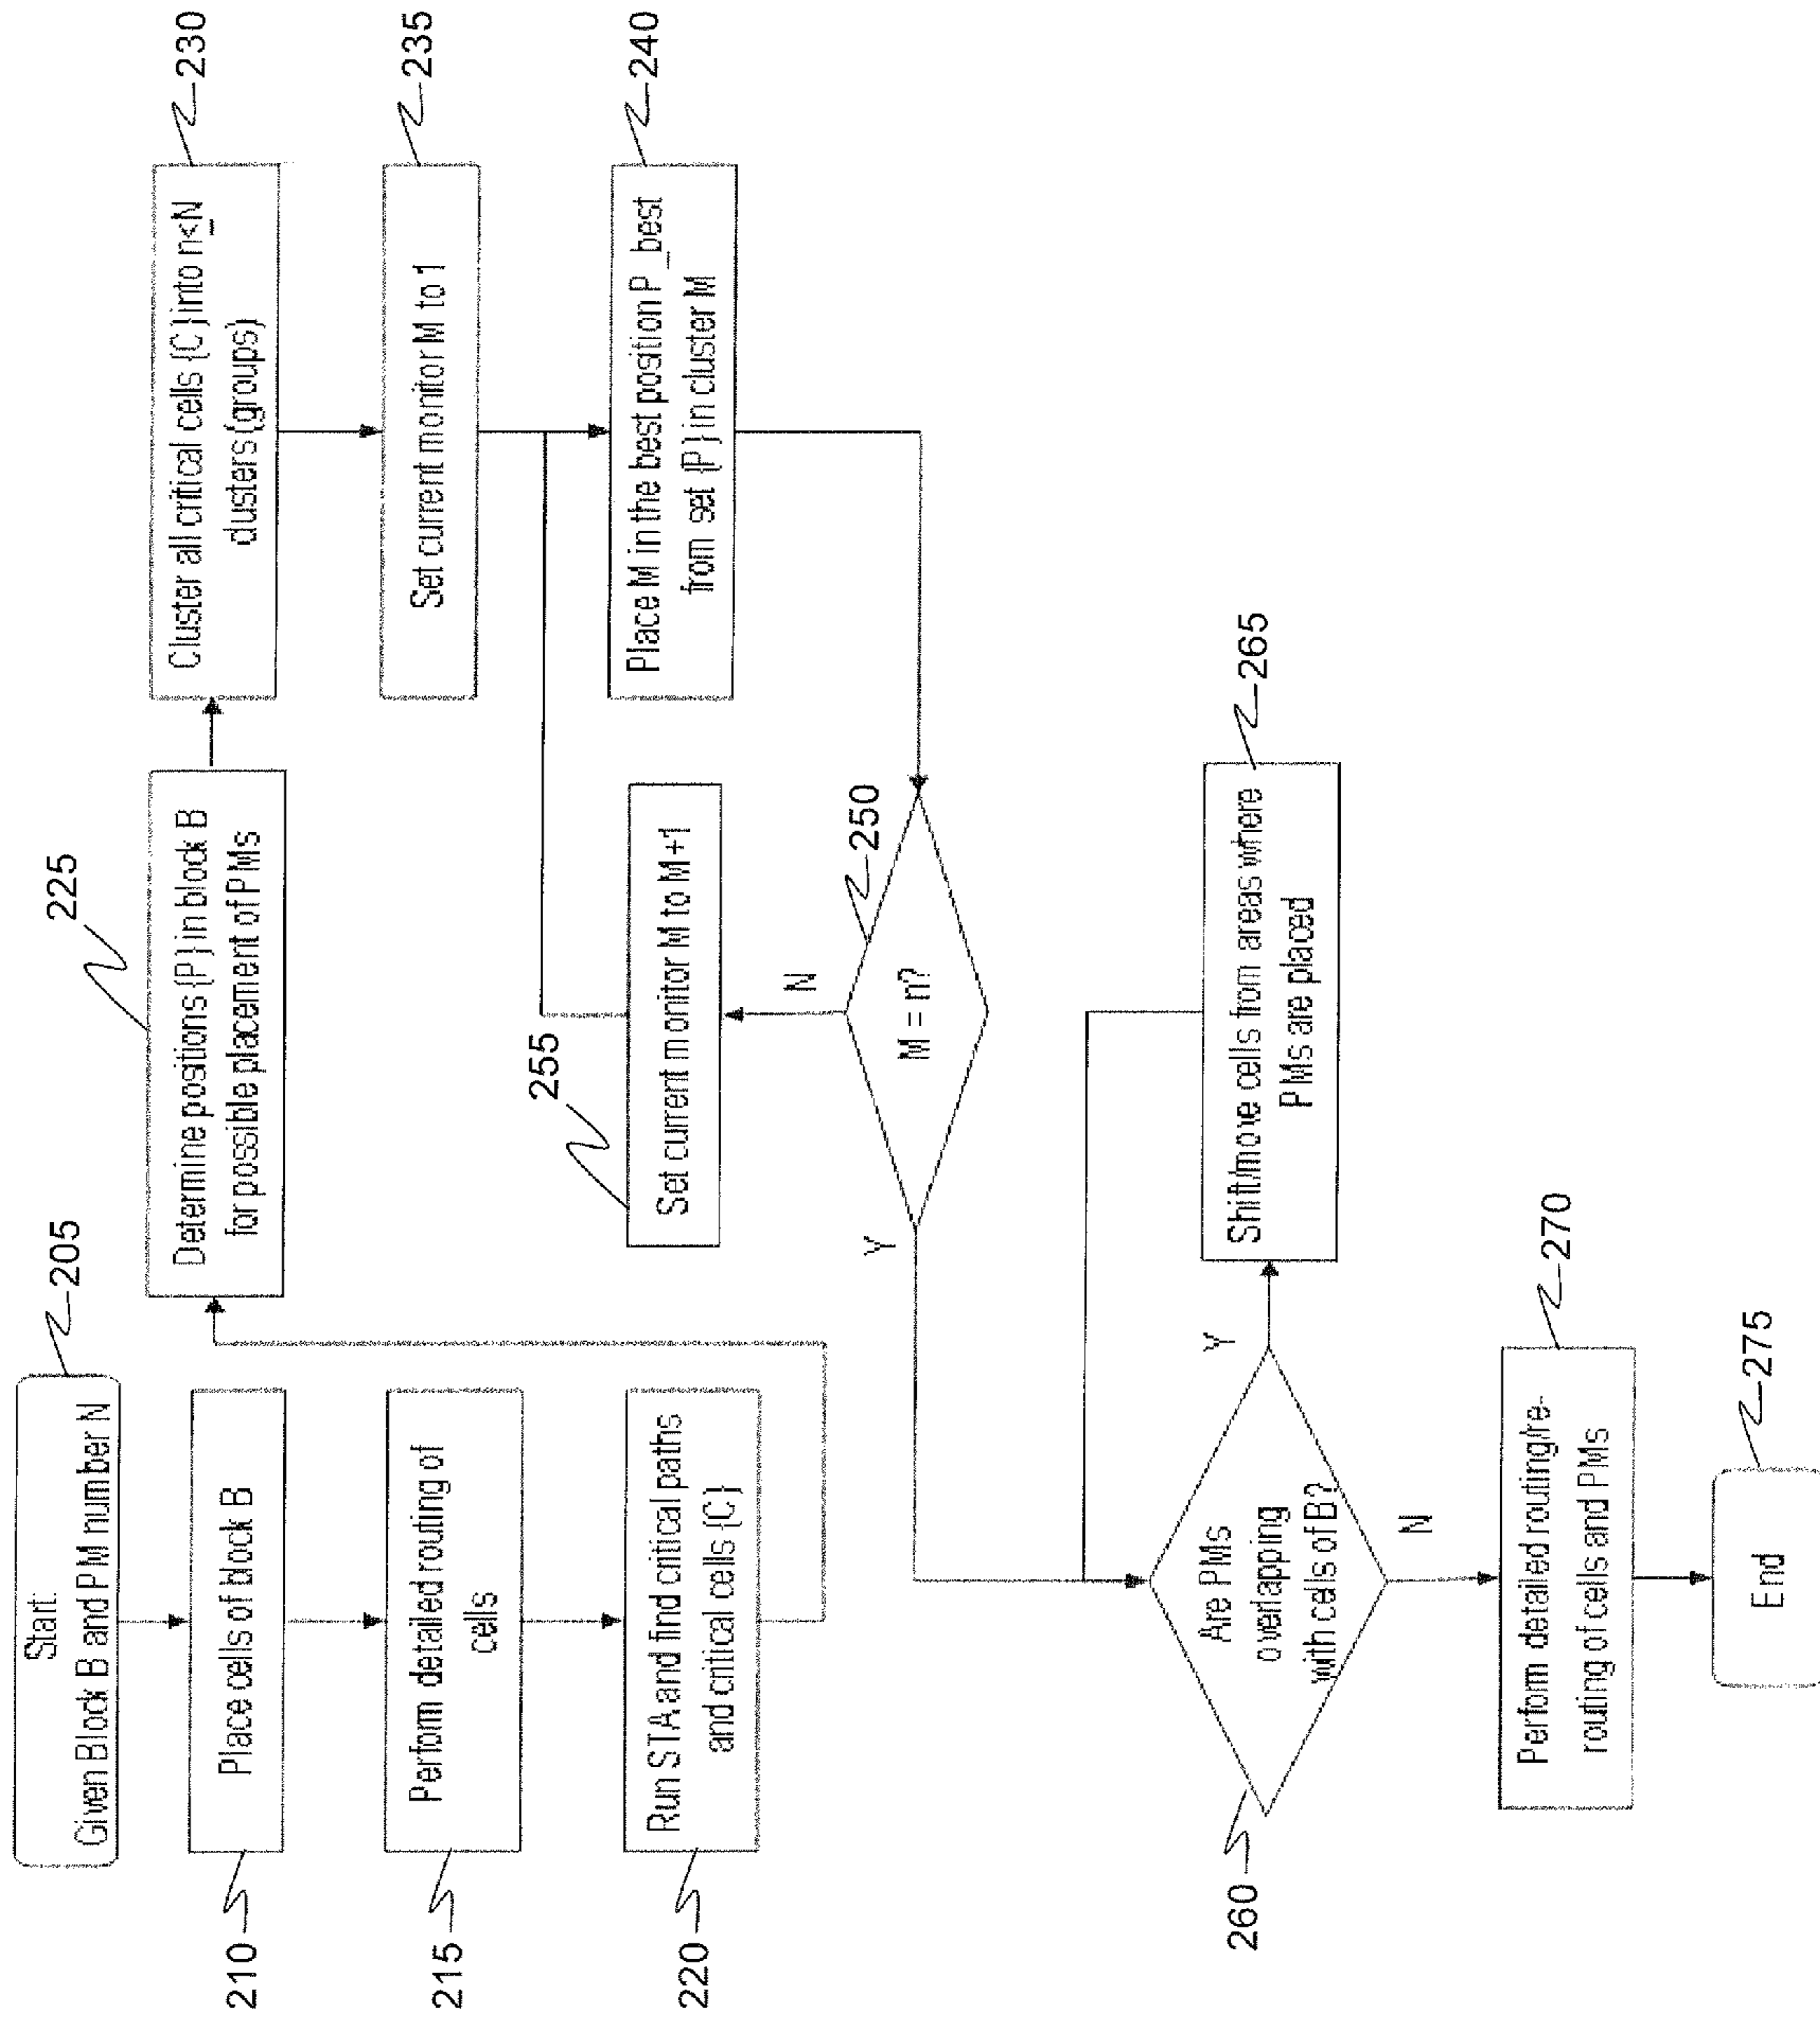 Start.
Given Block B and PM number N
205
Place cells of block B
210
Perform detailed routing of
cells
215
Run STA and find critical paths
and critical cells {C}
220
Determine positions {P} in block B
for possible placement of PMs
225
Cluster all critical cells {C} into n<N
clusters (groups)
230
Set current monitor M to 1
235
Place M in the best position P_best
from set {P} in cluster M
240
M = n?
250
N
Y
Set current monitor M to M+1
255
Are PMs
overlapping
with cells of B?
260
Y
N
Shift/move cells from areas where
PMs are placed
265
Perform detailed routing/re-
routing of cells and PMs
270
End
275